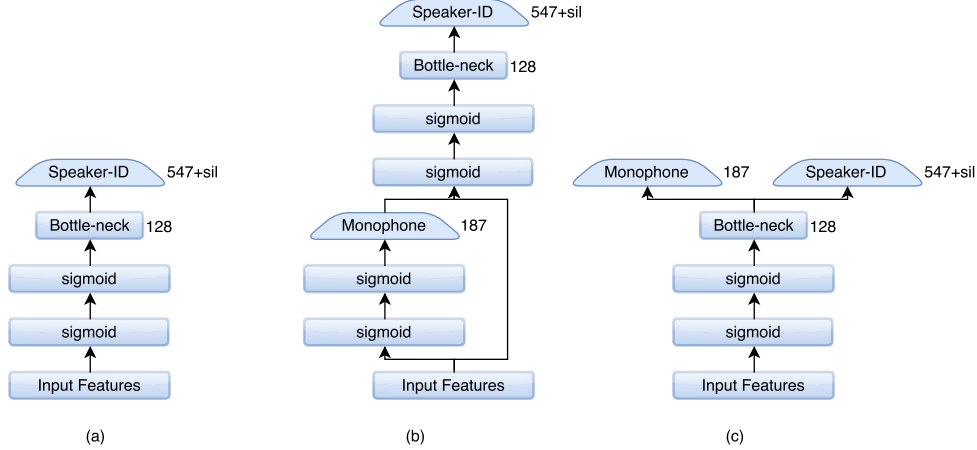 Speaker-ID 547+sil
Bottle-neck 128
sigmoid
sigmoid
Input Features
(a)
Speaker-ID 547+sil
Bottle-neck 128
sigmoid
sigmoid
Monophone 187
sigmoid
sigmoid
Input Features
(b)
Monophone 187 Speaker-ID 547+sil
Bottle-neck 128
sigmoid
sigmoid
Input Features
(c)